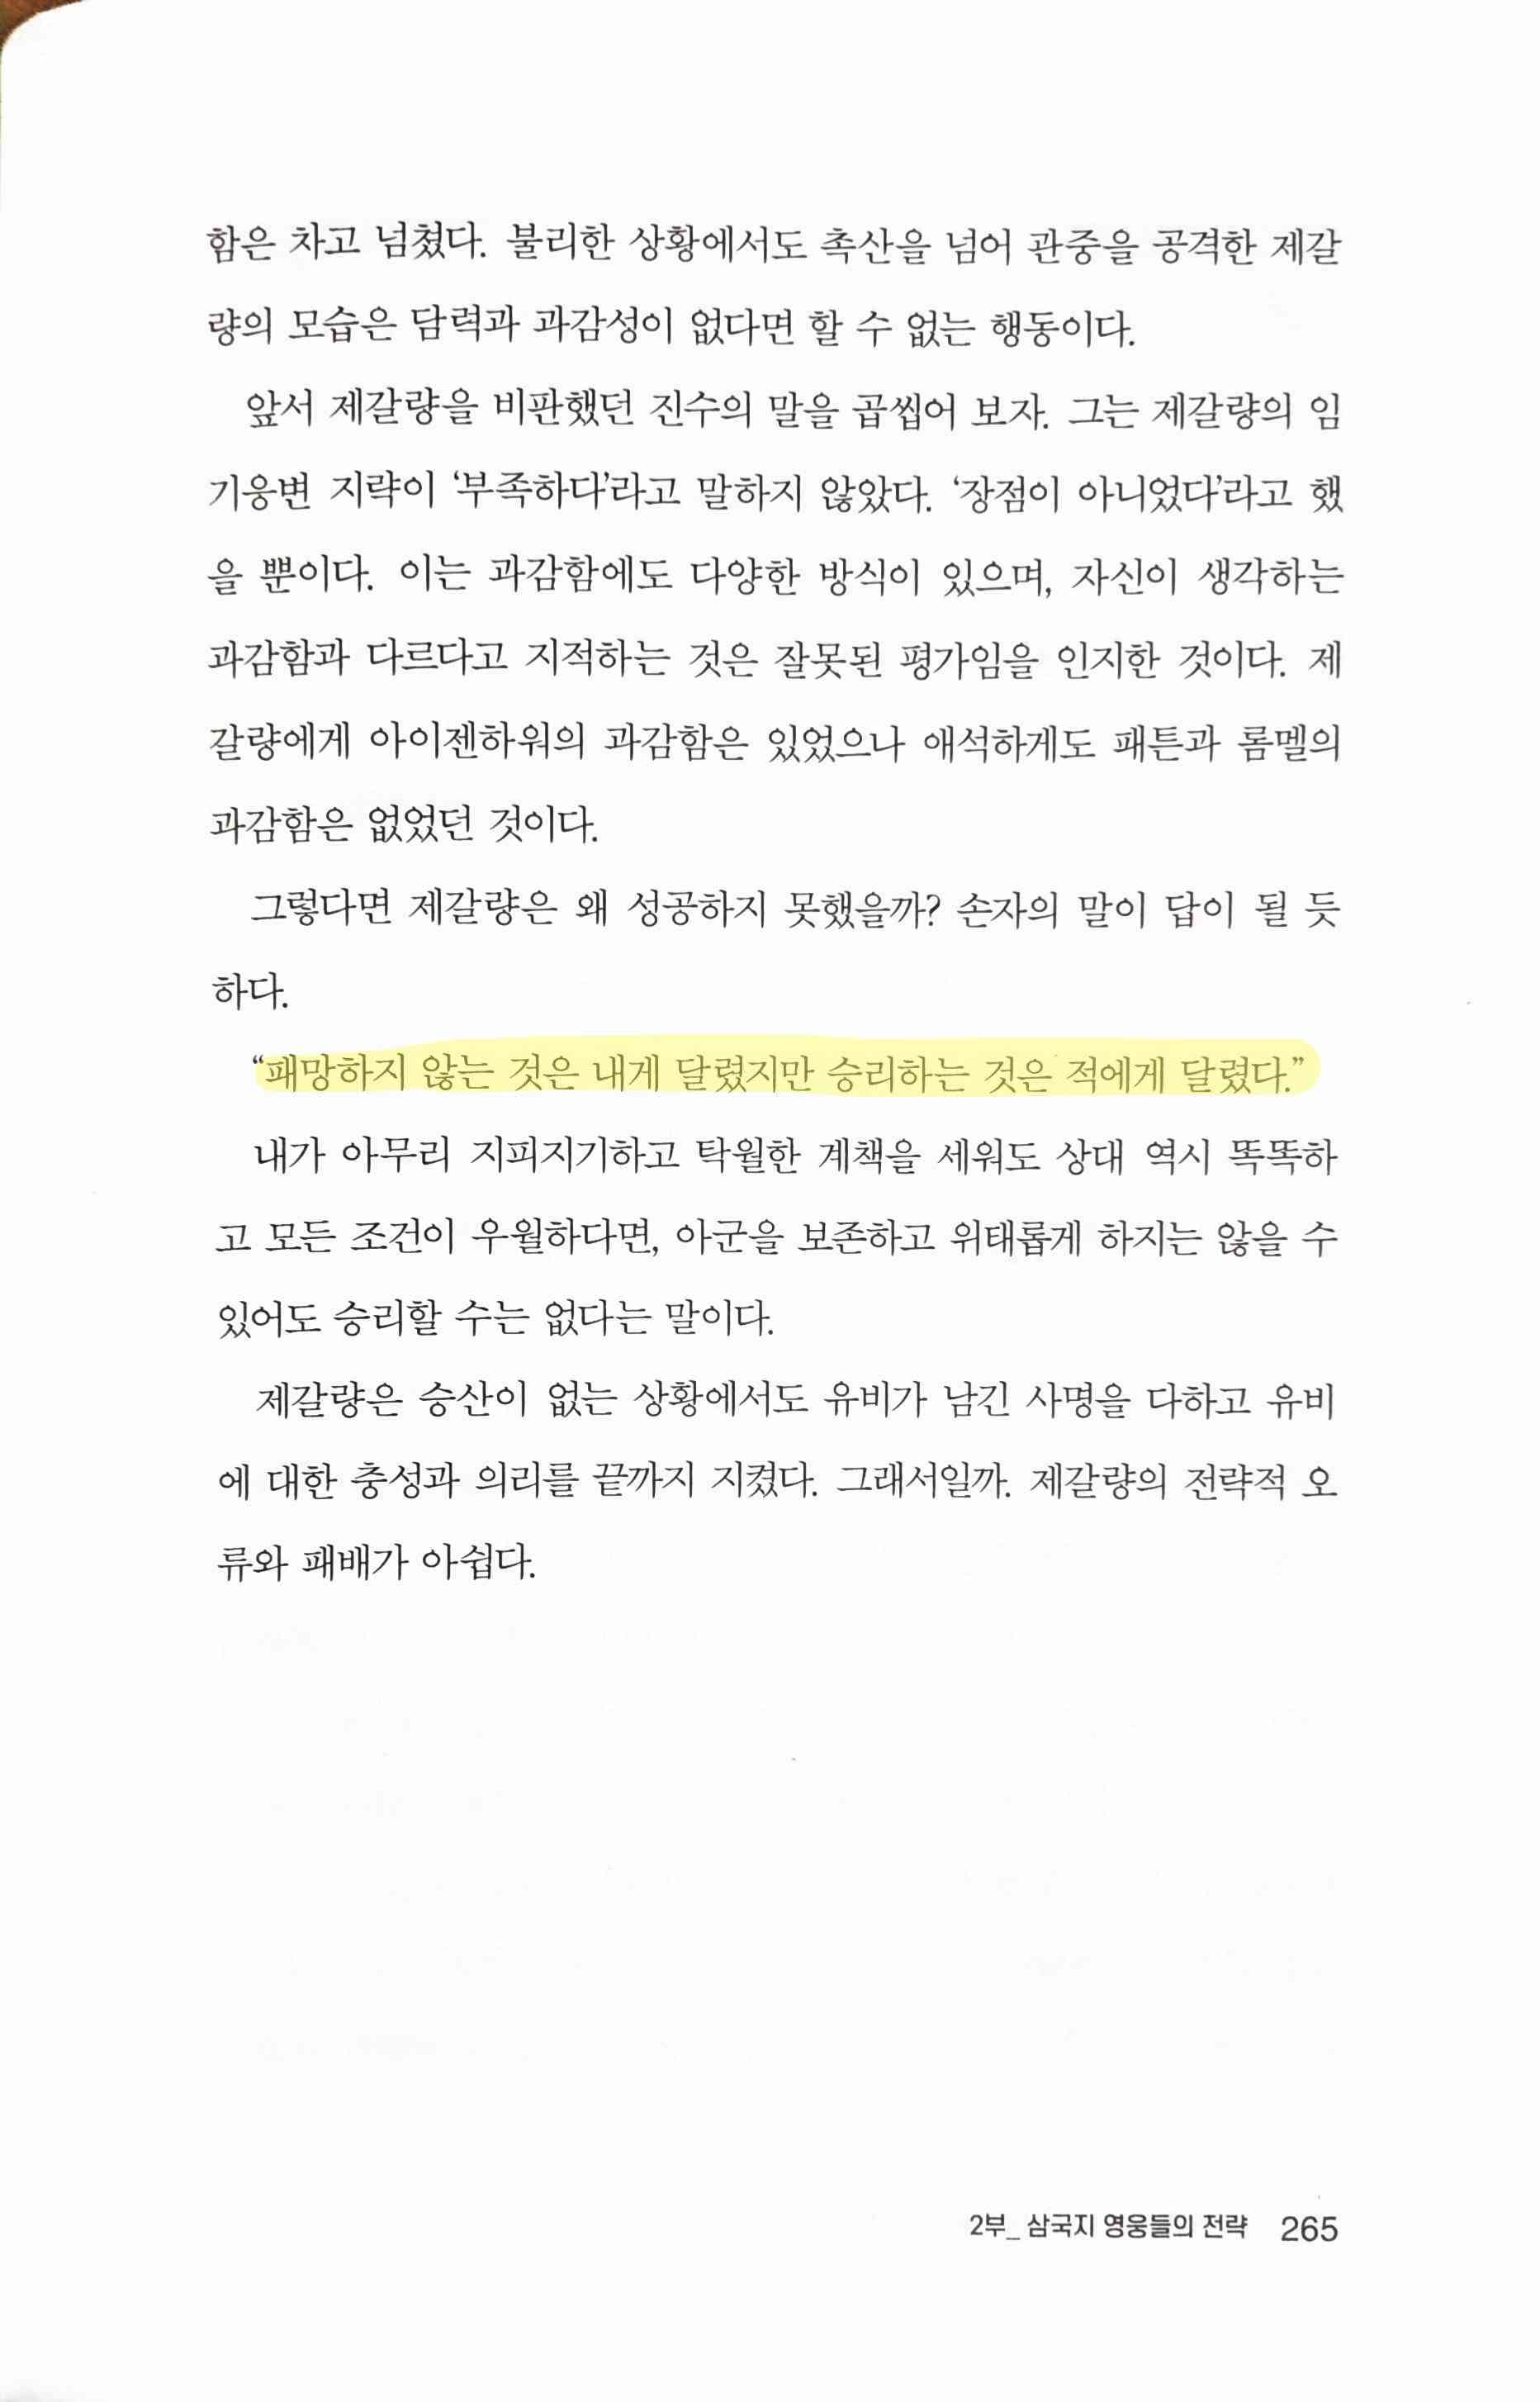 함은 차고 넘쳤다. 불리한 상황에서도 촉산을 넘어 관중을 공격한 제갈
량의 모습은 담력과 과감성이 없다면 할 수 없는 행동이다.
앞서 제갈량을 비판했던 진수의 말을 곱씹어 보자. 그는 제갈량의 임
기응변 지략이 ‘부족하다’라고 말하지 않았다. ‘장점이 아니었다’라고 했
을 뿐이다. 이는 과감함에도 다양한 방식이 있으며, 자신이 생각하는
과감함과 다르다고 지적하는 것은 잘못된 평가임을 인지한 것이다. 제
갈량에게 아이젠하워의 과감함은 있었으나 애석하게도 패튼과 롬멜의
과감함은 없었던 것이다.
그렇다면 제갈량은 왜 성공하지 못했을까? 손자의 말이 답이 될 듯
하다.
“패망하지 않는 것은 내게 달렸지만 승리하는 것은 적에게 달렸다.”
내가 아무리 지피지기하고 탁월한 계책을 세워도 상대 역시 똑똑하
고 모든 조건이 우월하다면, 아군을 보존하고 위태롭게 하지는 않을 수
있어도 승리할 수는 없다는 말이다.
제갈량은 승산이 없는 상황에서도 유비가 남긴 사명을 다하고 유비
에 대한 충성과 의리를 끝까지 지켰다. 그래서일까. 제갈량의 전략적 오
류와 패배가 아쉽다.
2부_ 삼국지 영웅들의 전략 265